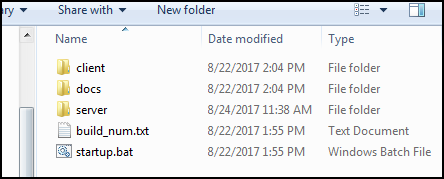 ary Share with New folder
Name Date modified Type
client 8/22/2017 2:04 PM File folder
docs 8/22/2017 2:04 PM File folder
server 8/24/2017 11:38 AM File folder
build_num.txt 8/22/2017 1:55 PM Text Document
startup.bat 8/22/2017 1:55 PM Windows Batch File